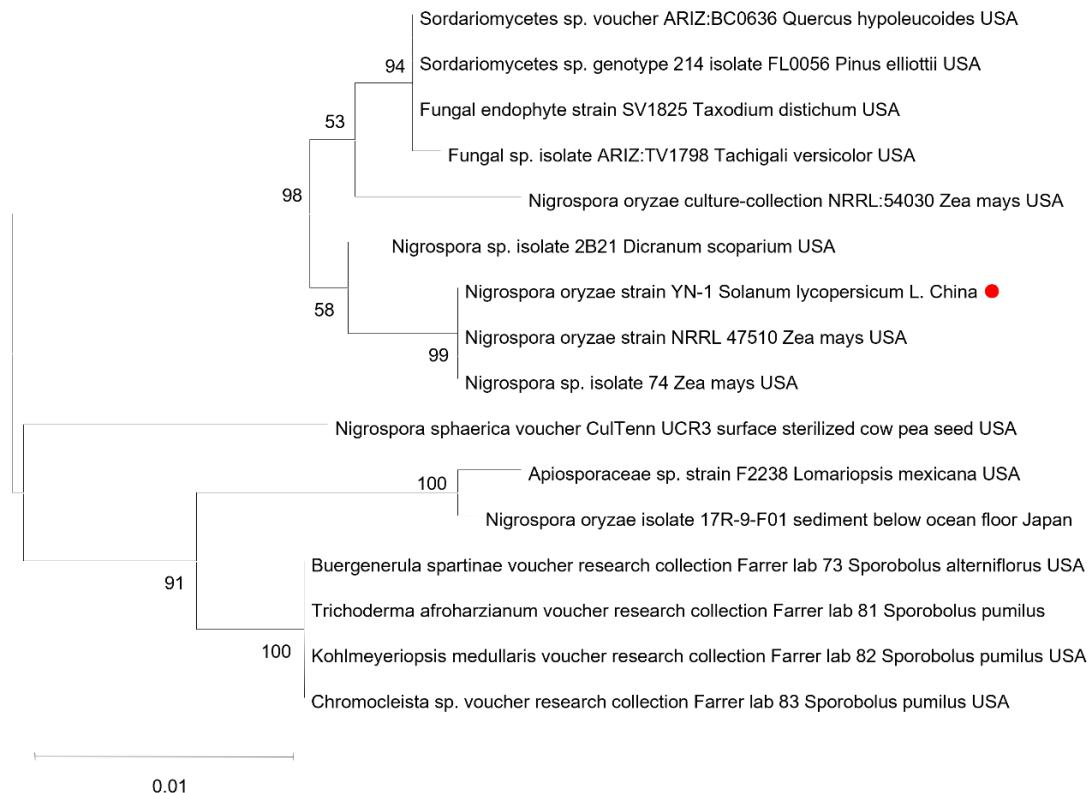 Sordariomycetes sp. voucher ARIZ:BC0636 Quercus hypoleucoides USA
94
Sordariomycetes sp. genotype 214 isolate FL0056 Pinus elliottii USA
Fungal endophyte strain SV1825 Taxodium distichum USA
53
Fungal sp. isolate ARIZ:TV1798 Tachigali versicolor USA
98
Nigrospora oryzae culture-collection NRRL:54030 Zea mays USA
Nigrospora sp. isolate 2B21 Dicranum scoparium USA
Nigrospora oryzae strain YN-1 Solanum lycopersicum L. China
58
Nigrospora oryzae strain NRRL 47510 Zea mays USA
99
Nigrospora sp. isolate 74 Zea mays USA
Nigrospora sphaerica voucher CulTenn UCR3 surface sterilized cow pea seed USA
Apiosporaceae sp. strain F2238 Lomariopsis mexicana USA
100
Nigrospora oryzae isolate 17R-9-F01 sediment below ocean floor Japan
Buergenerula spartinae voucher research collection Farrer lab 73 Sporobolus alterniflorus USA
91
Trichoderma afroharzianum voucher research collection Farrer lab 81 Sporobolus pumilus
100
Kohlmeyeriopsis medullaris voucher research collection Farrer lab 82 Sporobolus pumilus USA
Chromocleista sp. voucher research collection Farrer lab 83 Sporobolus pumilus USA
0.01